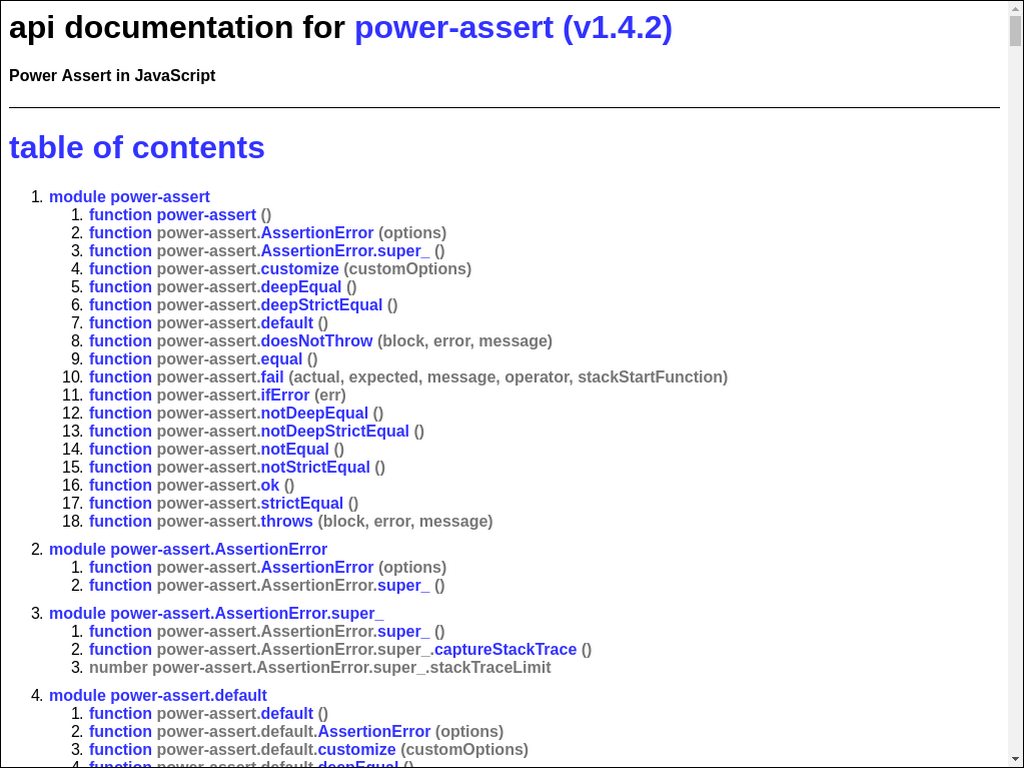 api documentation for power-assert (v1.4.2)
Power Assert in JavaScript
table of contents
1. module power-assert
1. function power-assert ()
2. function power-assert.AssertionError (options)
3. function power-assert.AssertionError.super_ ()
4. function power-assert.customize (customOptions)
5. function power-assert.deepEqual ()
6. function power-assert.deepStrictEqual ()
7. function power-assert.default ()
8. function power-assert.doesNotThrow (block, error, message)
9. function power-assert.equal ()
10. function power-assert.fail (actual, expected, message, operator, stackStartFunction)
11. function power-assert.ifError (err)
12. function power-assert.notDeepEqual ()
13. function power-assert.notDeepStrictEqual ()
14. function power-assert.notEqual ()
15. function power-assert.notStrictEqual ()
16. function power-assert.ok ()
17. function power-assert.strictEqual ()
18. function power-assert.throws (block, error, message)
2. module power-assert.AssertionError
1. function power-assert.AssertionError (options)
2. function power-assert.AssertionError.super_ ()
3. module power-assert.AssertionError.super_
1. function power-assert.AssertionError.super_ ()
2. function power-assert.AssertionError.super_.captureStackTrace ()
3. number power-assert.AssertionError.super_.stackTraceLimit
4. module power-assert.default
1. function power-assert.default ()
2. function power-assert.default.AssertionError (options)
3. function power-assert.default.customize (customOptions)
4. function power-assert.default.deepEqual ()